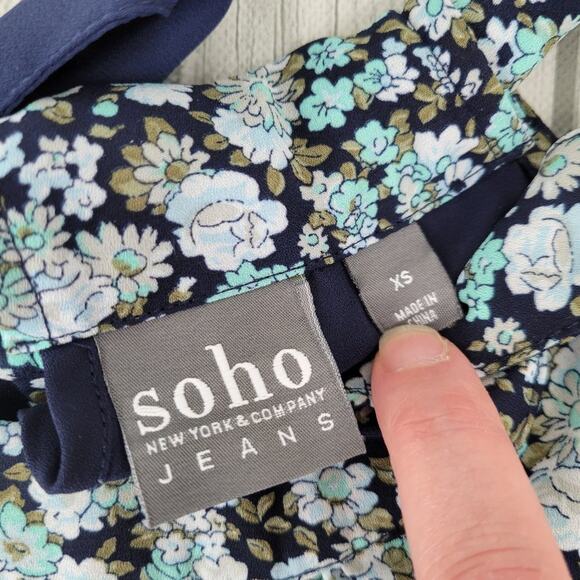 soho
NEW YORK & COMPANY
JEANS
XS
MADE IN
CHINA